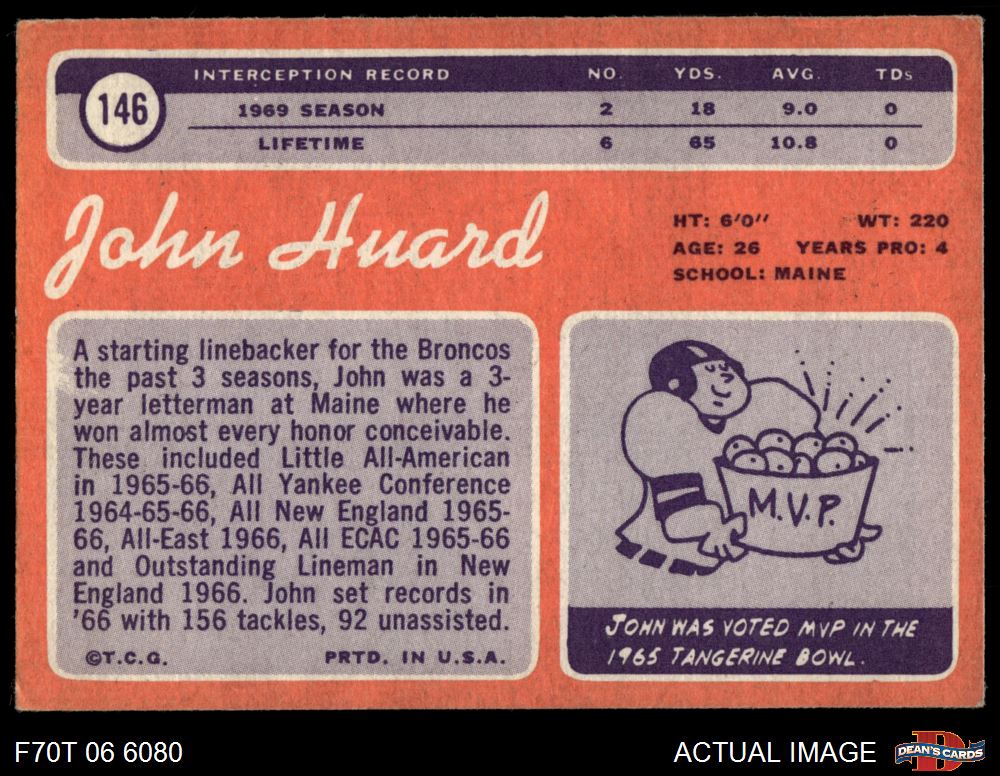 146
INTERCEPTION RECORD NO. YDS. AVG. TDs
1969 SEASON 2 18 9.0 0
LIFETIME 6 65 10.8 0
John Huard
HT: 6'0'' WT: 220
AGE: 26 YEARS PRO: 4
SCHOOL: MAINE
A starting linebacker for the Broncos
the past 3 seasons, John was a 3-
year letterman at Maine where he
won almost every honor conceivable.
These included Little All-American
in 1965-66, All Yankee Conference
1964-65-66, All New England 1965-
66, All-East 1966, All ECAC 1965-66
and Outstanding Lineman in New
England 1966. John set records in
'66 with 156 tackles, 92 unassisted.
©T.C.G. PRTD. IN U.S.A.
M.V.P.
JOHN WAS VOTED MVP IN THE
1965 TANGERINE BOWL.
F70T 06 6080
ACTUAL IMAGE
D
DEAN'S CARDS